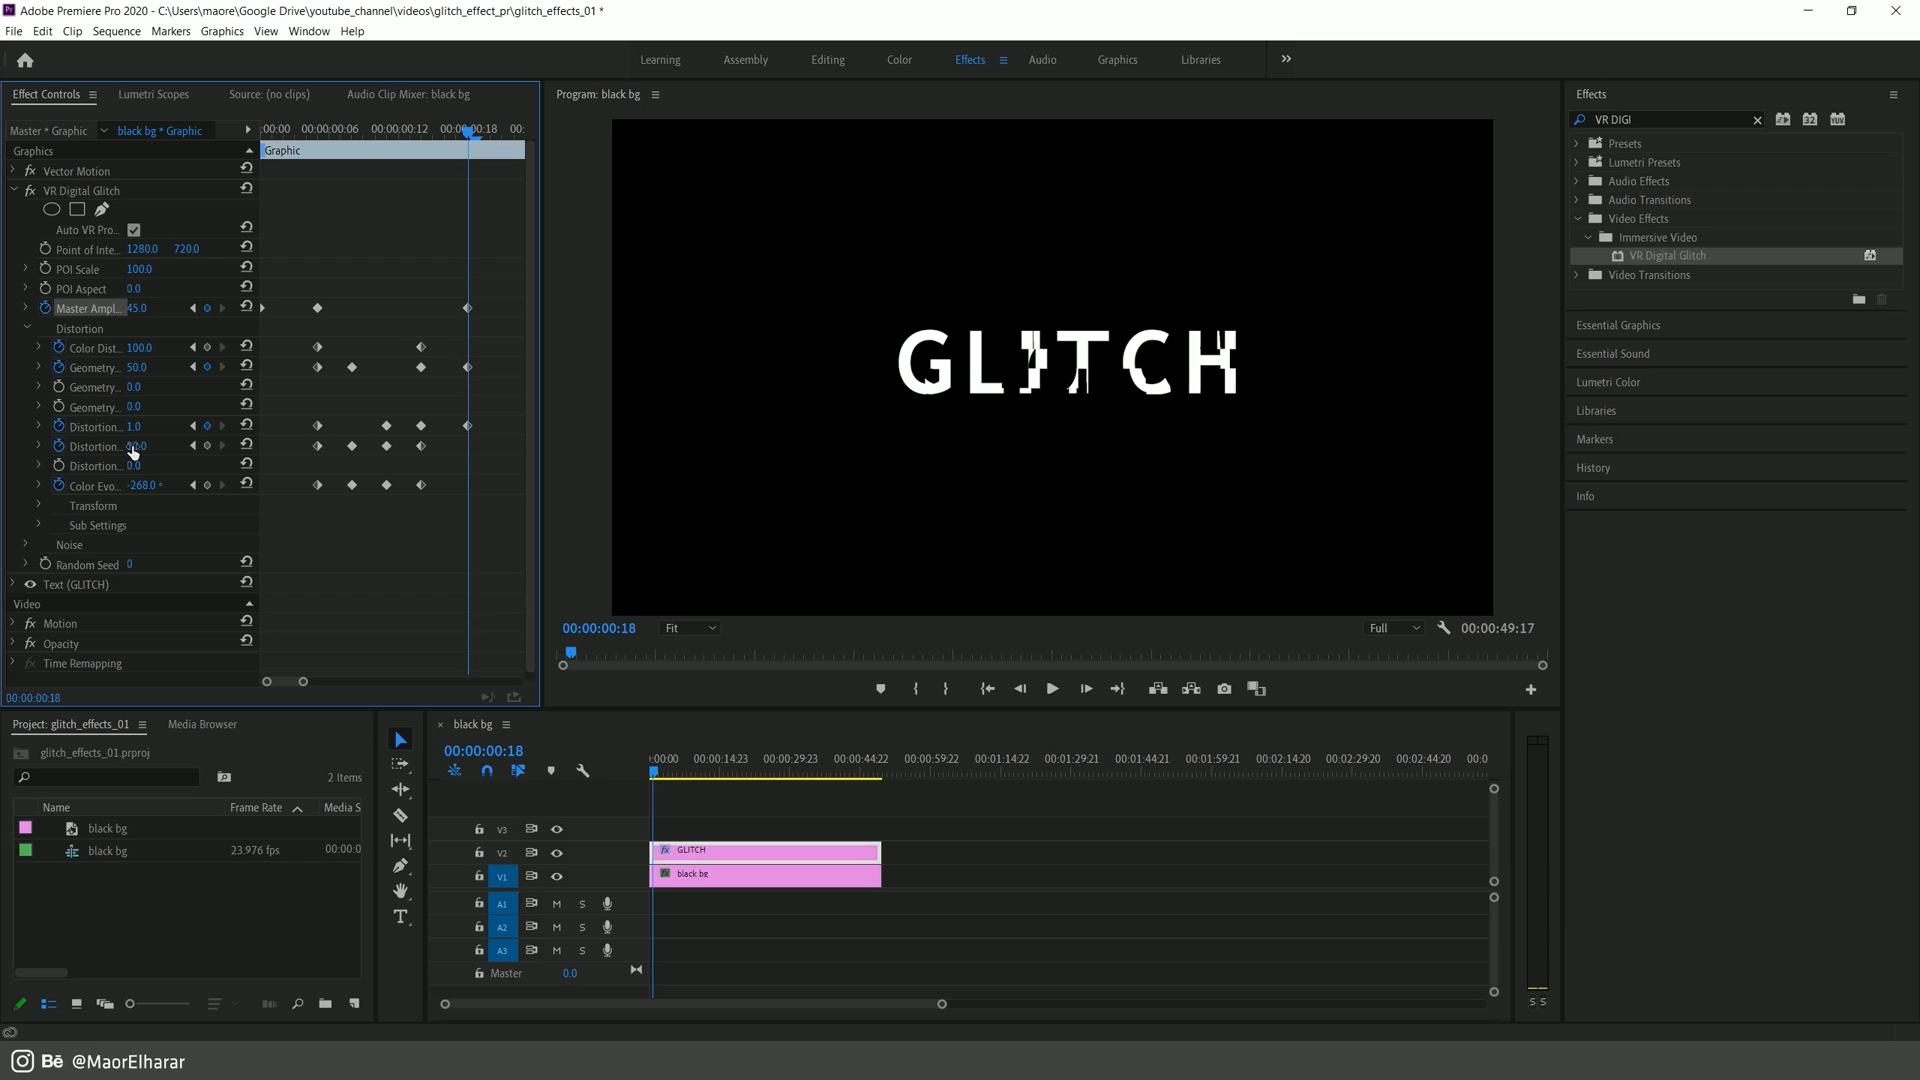 Adobe Premiere Pro 2020 - C:\Users\maore\Google Drive\youtube_channel\videos\glitch_effect_pr\glitch_effects_01 *
File Edit Clip Sequence Markers Graphics View Window Help
Learning Assembly Editing Color Effects Audio Graphics Libraries
Effect Controls Lumetri Scopes Source: (no clips) Audio Clip Mixer: black bg
Program: black bg
Effects
Master * Graphic black bg * Graphic
:00:00 00:00:00:06 00:00:00:12 00:00:00:18 00:
VR DIGI
Graphics
Graphic
Vector Motion
VR Digital Glitch
Auto VR Pro...
Point of Inte... 1280.0 720.0
POI Scale 100.0
POI Aspect 0.0
Master Ampl... 45.0
Distortion
Color Dist... 100.0
Geometry... 50.0
Geometry... 0.0
Geometry... 0.0
Distortion... 1.0
Distortion...
Distortion... 0.0
Color Evo... -268.0 °
Transform
Sub Settings
Noise
Random Seed 0
Text (GLITCH)
Video
Motion
Opacity
Time Remapping
00:00:00:18
GLITCH
00:00:00:18 Fit Full 00:00:49:17
Presets
Lumetri Presets
Audio Effects
Audio Transitions
Video Effects
Immersive Video
VR Digital Glitch
Video Transitions
Essential Graphics
Essential Sound
Lumetri Color
Libraries
Markers
History
Info
Project: glitch_effects_01 Media Browser
glitch_effects_01.prproj
2 Items
Name Frame Rate Media S
black bg
black bg 23.976 fps 00:00:0
black bg
00:00:00:18
:00:00 00:00:14:23 00:00:29:23 00:00:44:22 00:00:59:22 00:01:14:22 00:01:29:21 00:01:44:21 00:01:59:21 00:02:14:20 00:02:29:20 00:02:44:20 00:0
V3
V2 GLITCH
V1 black bg
A1 M S
A2 M S
A3 M S
Master 0.0
S S
Bē @MaorElharar